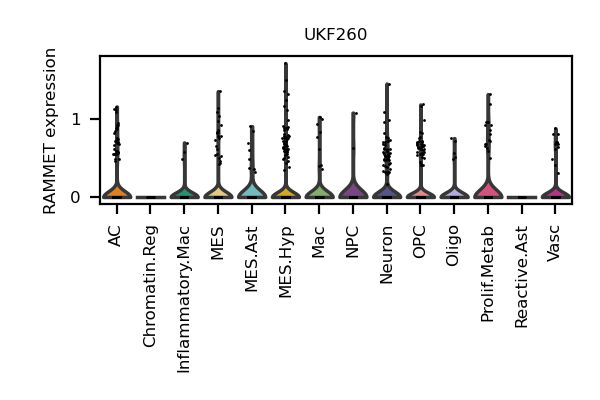 UKF260
RAMMET expression
1
0
AC
Chromatin.Reg
Inflammatory.Mac
MES
MES.Ast
MES.Hyp
Mac
NPC
Neuron
OPC
Oligo
Prolif.Metab
Reactive.Ast
Vasc